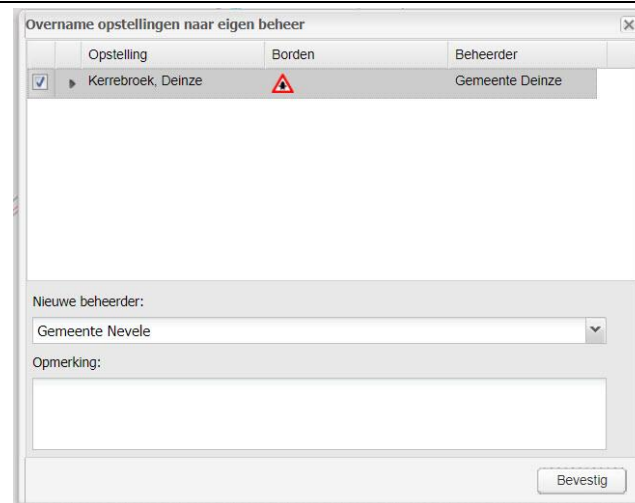 Overname opstellingen naar eigen beheer
Opstelling Borden Beheerder
Kerrebroek, Deinze Gemeente Deinze
Nieuwe beheerder:
Gemeente Nevele
Opmerking:
Bevestig